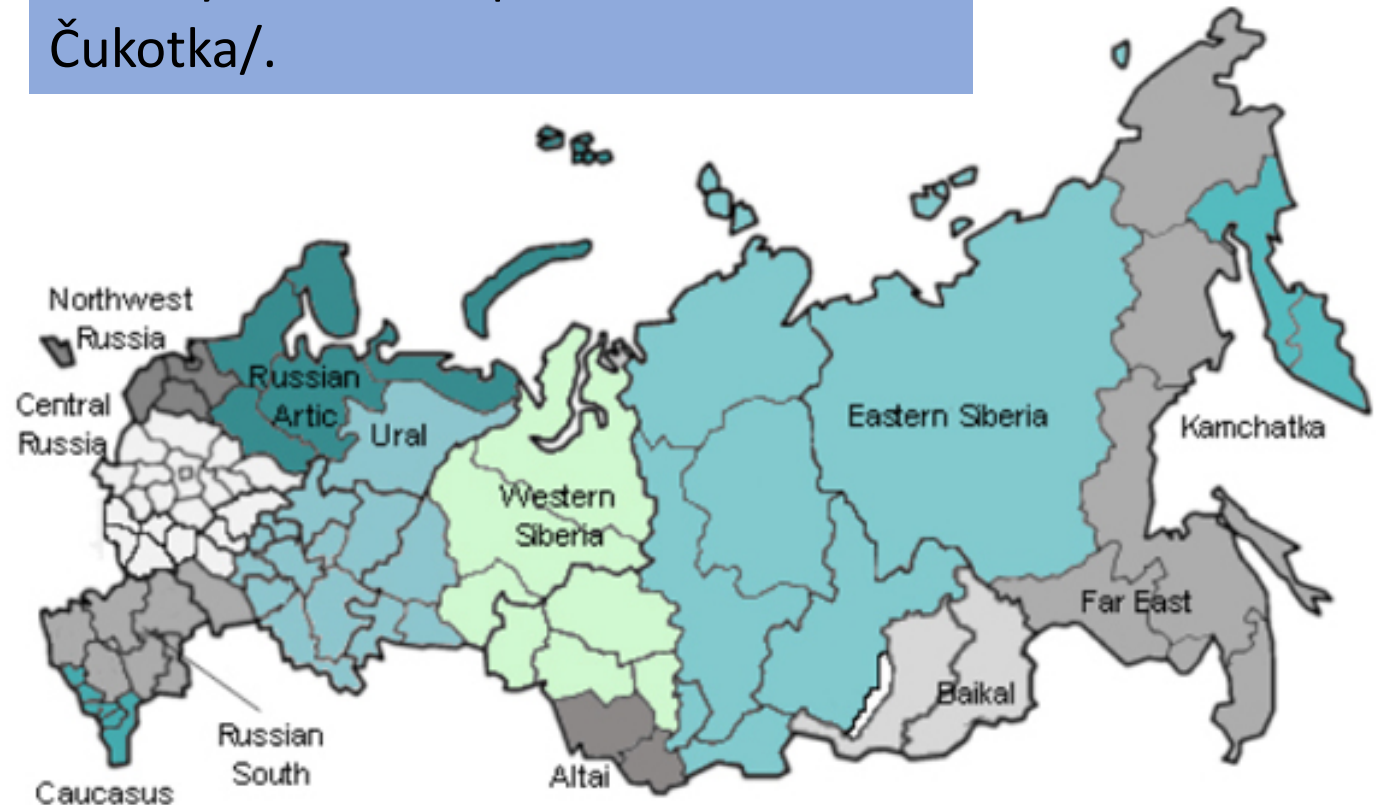 Čukotka/.
Northwest
Russia
Central
Russia
Russian
Artic
Ural
Western
Siberia
Eastern Siberia
Kamchatka
Far East
Baikal
Russian
South
Altai
Caucasus